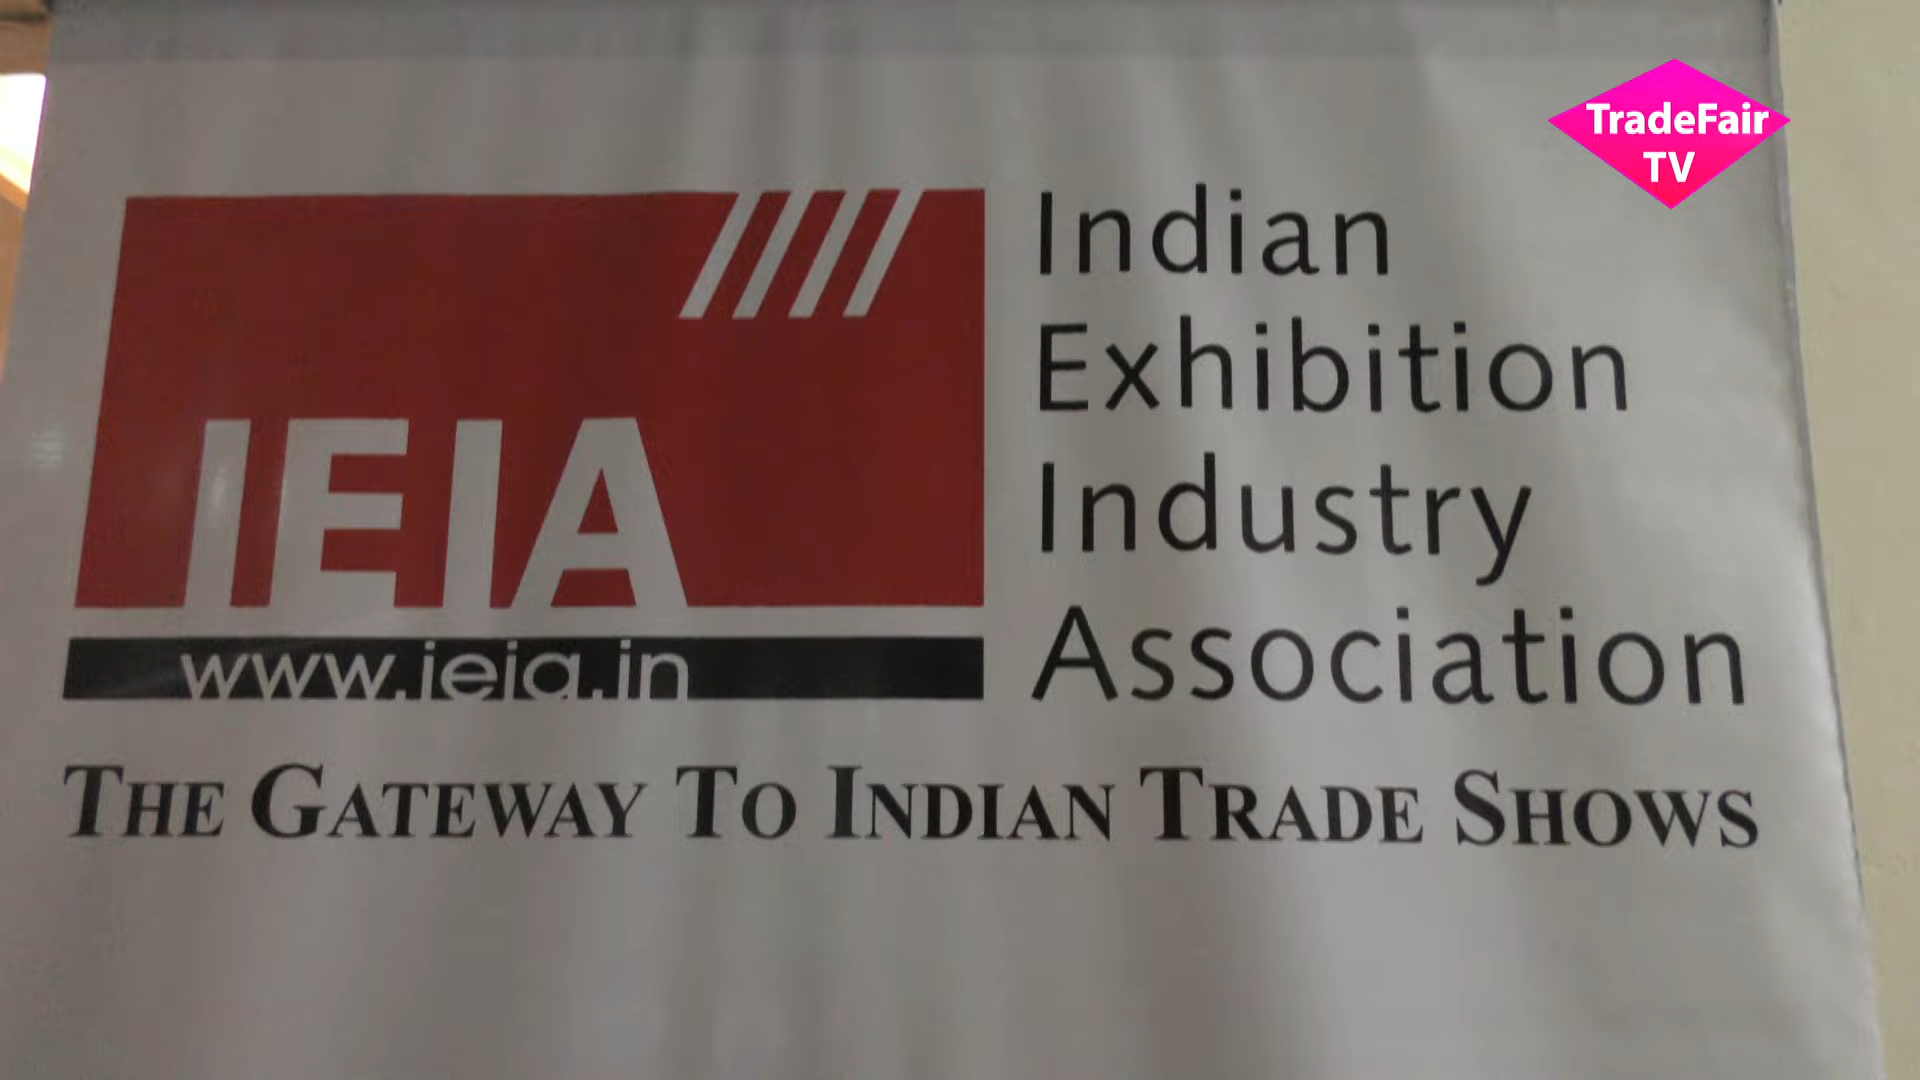 TradeFair
TV
IEIA
www.ieia.in
Indian
Exhibition
Industry
Association
THE GATEWAY TO INDIAN TRADE SHOWS